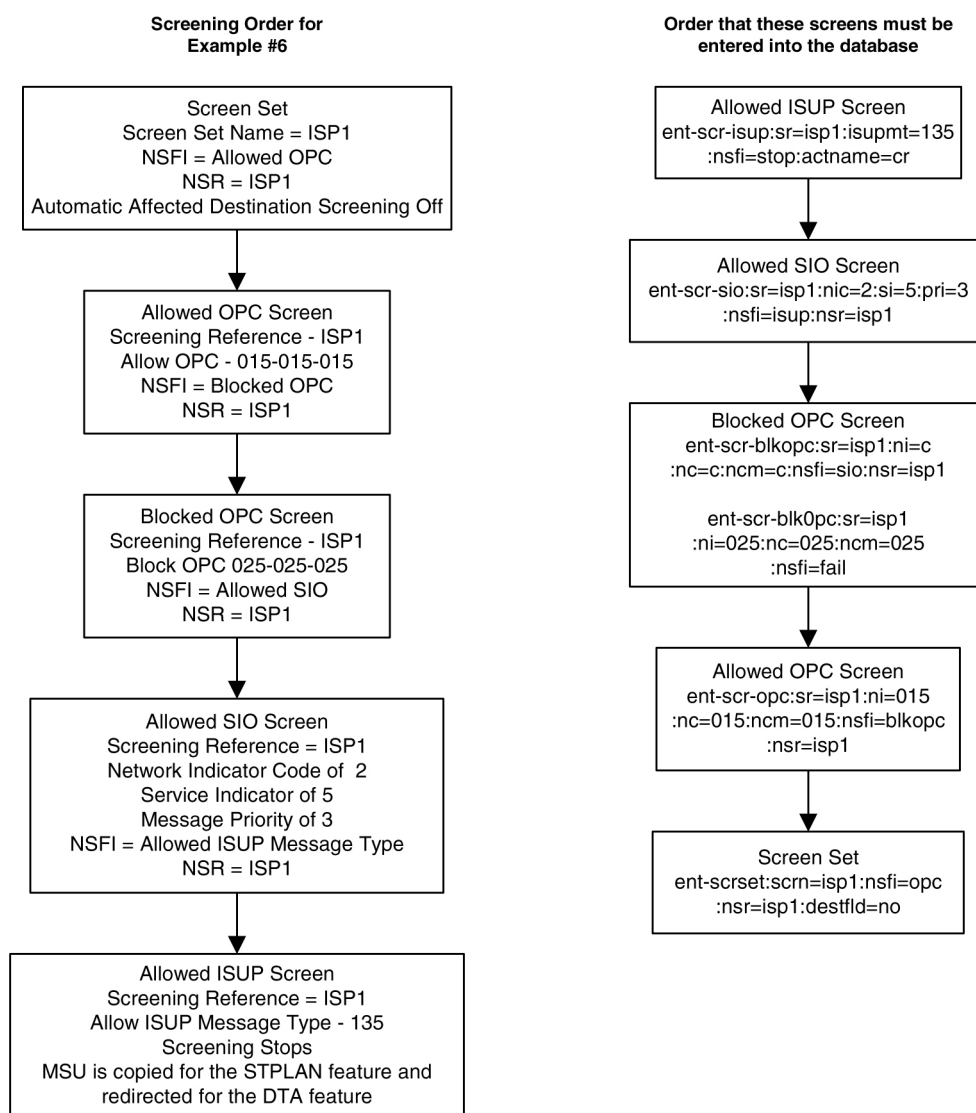 Screening Order for
Example #6
Screen Set
Screen Set Name = ISP1
NSFI = Allowed OPC
NSR = ISP1
Automatic Affected Destination Screening Off
Allowed OPC Screen
Screening Reference - ISP1
Allow OPC - 015-015-015
NSFI = Blocked OPC
NSR = ISP1
Blocked OPC Screen
Screening Reference - ISP1
Block OPC 025-025-025
NSFI = Allowed SIO
NSR = ISP1
Allowed SIO Screen
Screening Reference = ISP1
Network Indicator Code of 2
Service Indicator of 5
Message Priority of 3
NSFI = Allowed ISUP Message Type
NSR = ISP1
Allowed ISUP Screen
Screening Reference = ISP1
Allow ISUP Message Type - 135
Screening Stops
MSU is copied for the STPLAN feature and
redirected for the DTA feature
Order that these screens must be
entered into the database
Allowed ISUP Screen
ent-scr-isup:sr=isp1:isupmt=135
:nsfi=stop:actname=cr
Allowed SIO Screen
ent-scr-sio:sr=isp1:nic=2:si=5:pri=3
:nsfi=isup:nsr=isp1
Blocked OPC Screen
ent-scr-blkopc:sr=isp1:ni=c
:nc=c:ncm=c:nsfi=sio:nsr=isp1
ent-scr-blk0pc:sr=isp1
:ni=025:nc=025:ncm=025
:nsfi=fail
Allowed OPC Screen
ent-scr-opc:sr=isp1:ni=015
:nc=015:ncm=015:nsfi=blkopc
:nsr=isp1
Screen Set
ent-scrset:scrn=isp1:nsfi=opc
:nsr=isp1:destfld=no